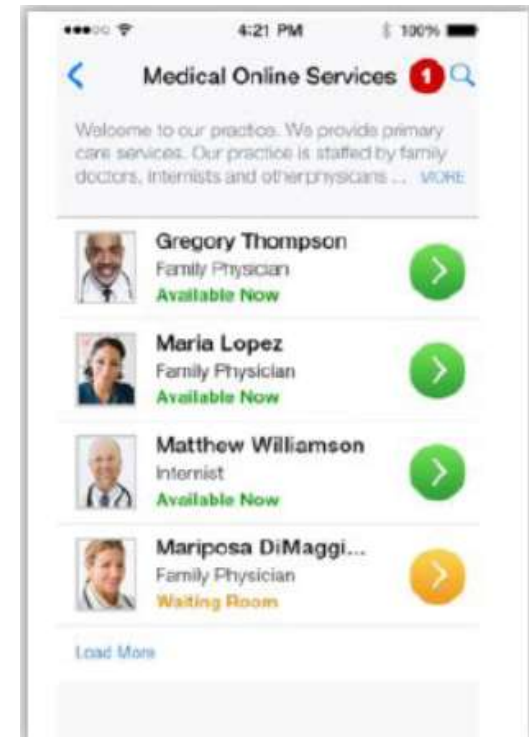 4:21 PM
100%
Medical Online Services
1
Welcome to our practice. We provide primary
care services. Our practice is staffed by family
doctors, internists and otherphysicians ... MORE
Gregory Thompson
Family Physician
Available Now
Maria Lopez
Family Physician
Available Now
Matthew Williamson
Internist
Available Now
Mariposa DiMaggi...
Family Physician
Waiting Room
Load More